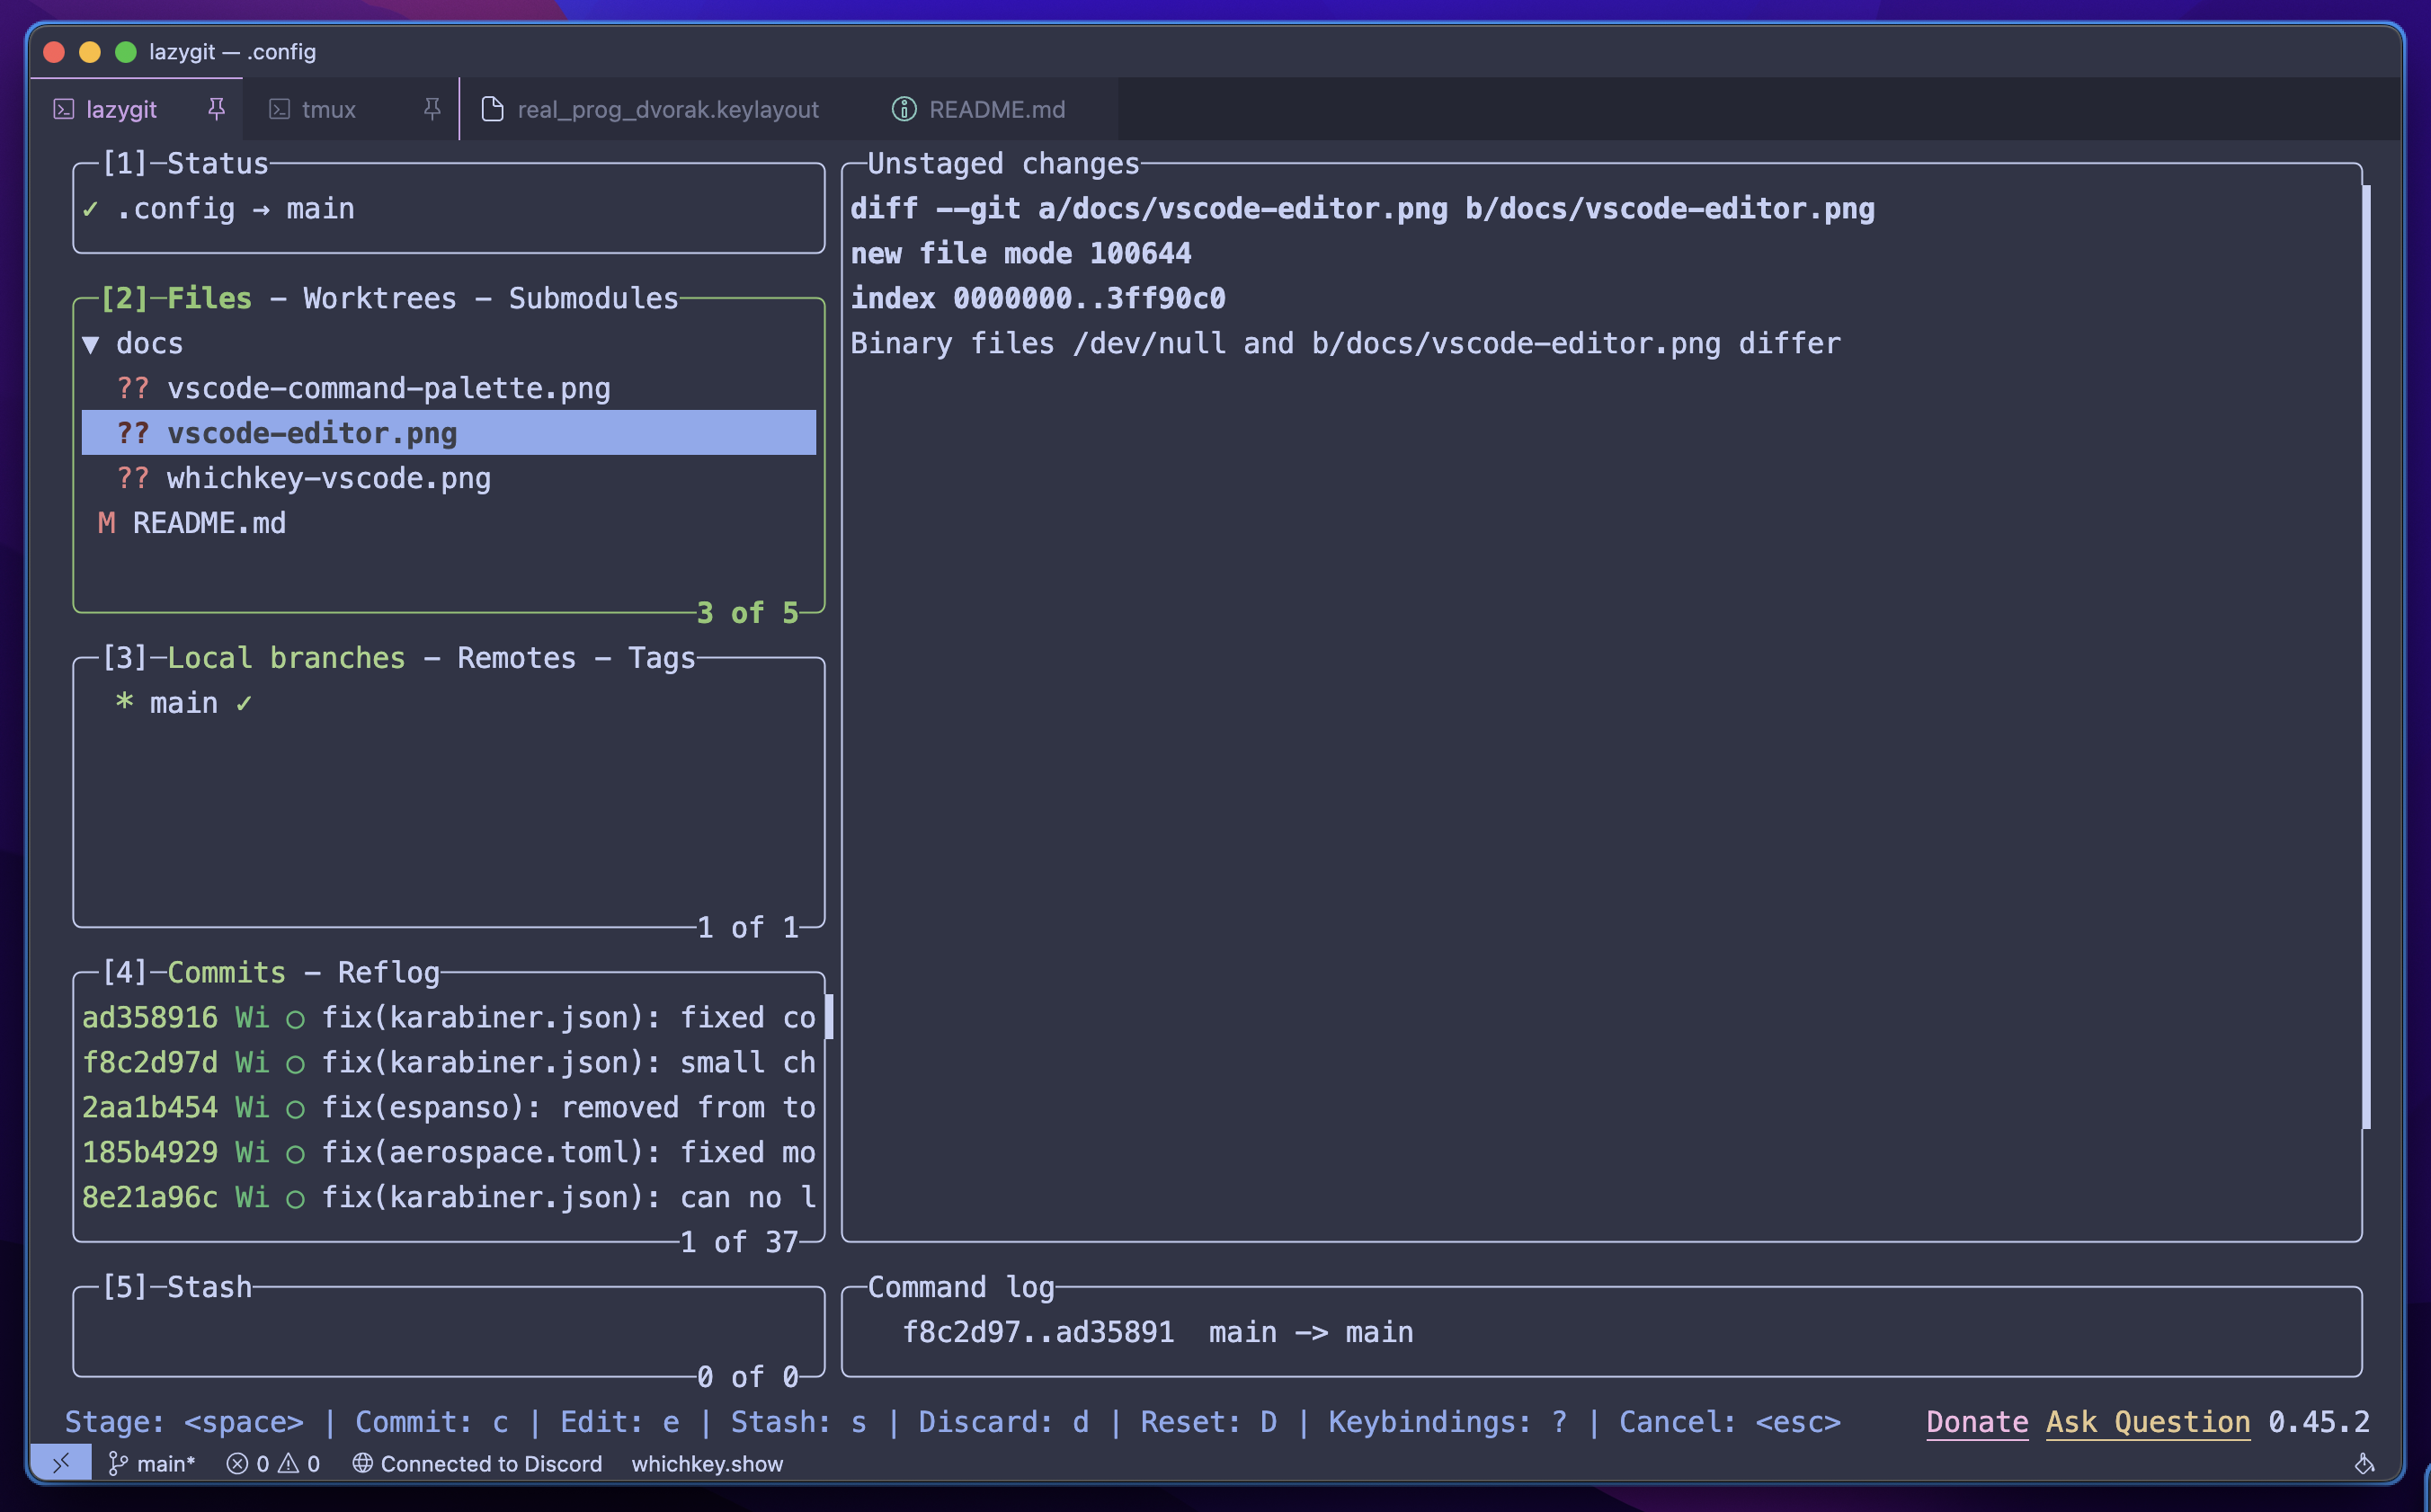 lazygit — .config
lazygit
tmux
real_prog_dvorak.keylayout
README.md
[1]—Status
✓ .config → main
[2]—Files — Worktrees — Submodules
▼ docs
?? vscode-command-palette.png
?? vscode-editor.png
?? whichkey-vscode.png
M README.md
3 of 5
[3]—Local branches — Remotes — Tags
* main ✓
1 of 1
[4]—Commits — Reflog
ad358916 Wi ○ fix(karabiner.json): fixed co
f8c2d97d Wi ○ fix(karabiner.json): small ch
2aa1b454 Wi ○ fix(espanso): removed from to
185b4929 Wi ○ fix(aerospace.toml): fixed mo
8e21a96c Wi ○ fix(karabiner.json): can no l
1 of 37
[5]—Stash
0 of 0
Unstaged changes
diff --git a/docs/vscode-editor.png b/docs/vscode-editor.png
new file mode 100644
index 0000000..3ff90c0
Binary files /dev/null and b/docs/vscode-editor.png differ
Command log
f8c2d97..ad35891  main -> main
Stage: <space> | Commit: c | Edit: e | Stash: s | Discard: d | Reset: D | Keybindings: ? | Cancel: <esc> Donate Ask Question 0.45.2
main* 0 0 Connected to Discord whichkey.show